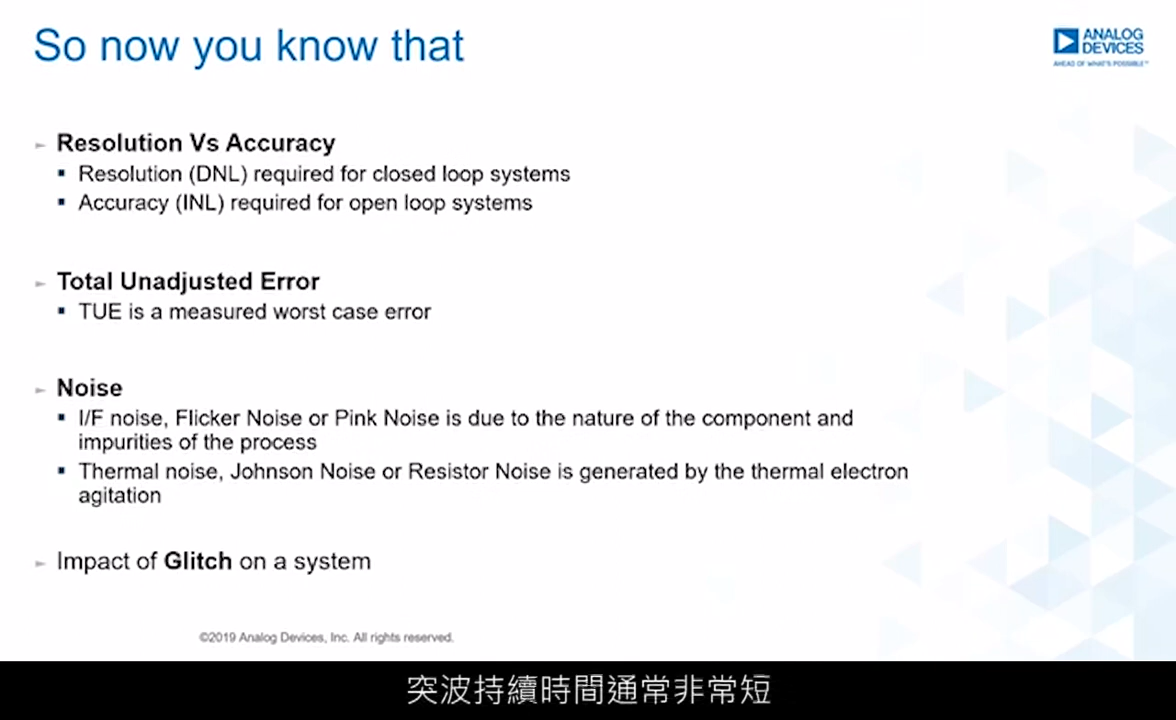 So now you know that
ANALOG
DEVICES
AHEAD OF WHAT'S POSSIBLE™
Resolution Vs Accuracy
Resolution (DNL) required for closed loop systems
Accuracy (INL) required for open loop systems
Total Unadjusted Error
TUE is a measured worst case error
Noise
I/F noise, Flicker Noise or Pink Noise is due to the nature of the component and
impurities of the process
Thermal noise, Johnson Noise or Resistor Noise is generated by the thermal electron
agitation
Impact of Glitch on a system
©2019 Analog Devices, Inc. All rights reserved.
突波持續時間通常非常短